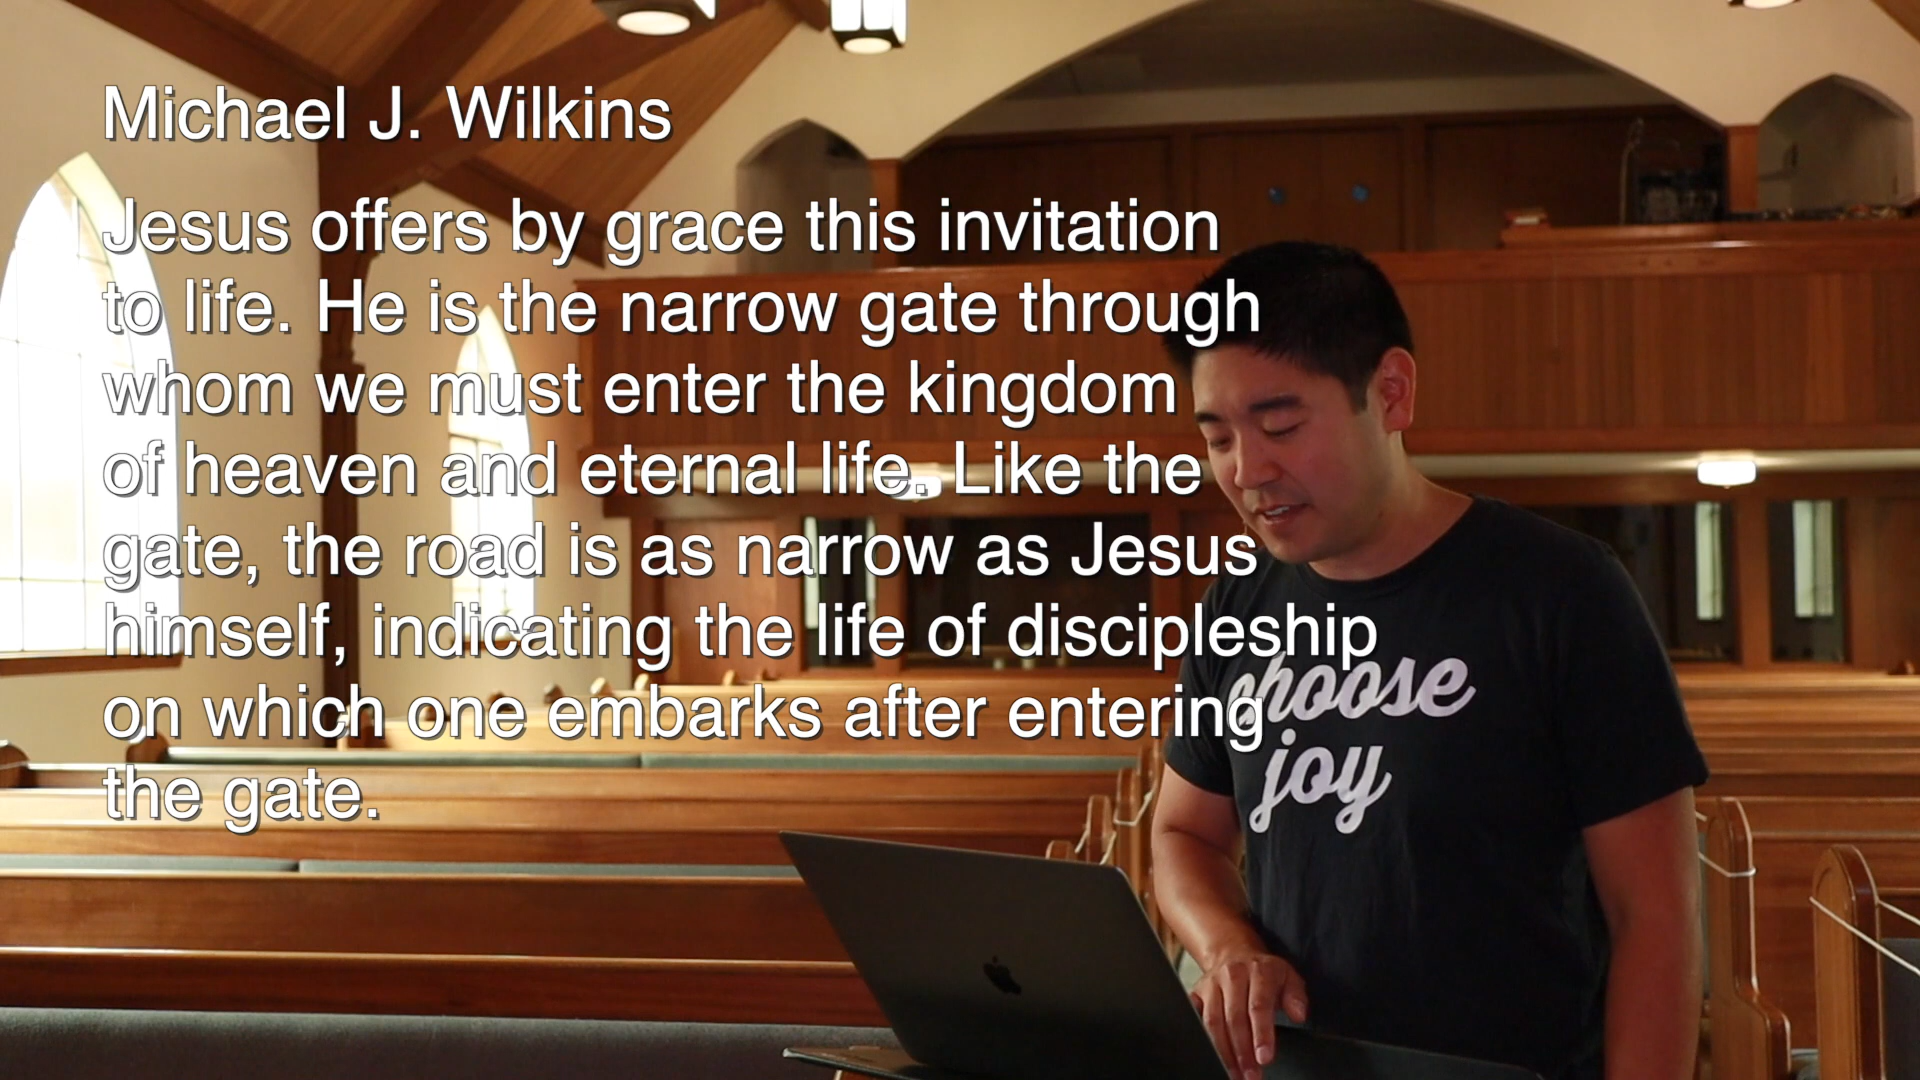 Michael J. Wilkins
Jesus offers by grace this invitation
to life. He is the narrow gate through
whom we must enter the kingdom
of heaven and eternal life. Like the
gate, the road is as narrow as Jesus
himself, indicating the life of discipleship
on which one embarks after entering
the gate.
choose
joy